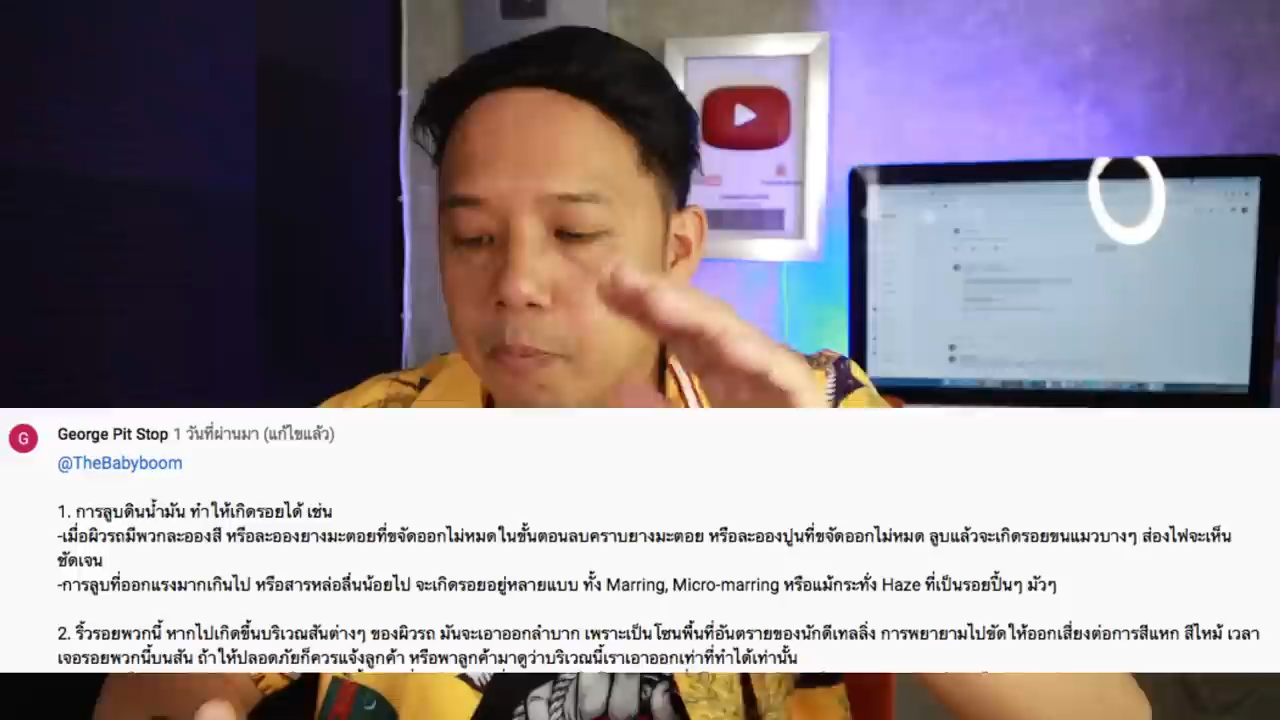 G
George Pit Stop 1 วันที่ผ่านมา (แก้ไขแล้ว)
@TheBabyboom
1. การลูบดินน้ำมัน ทำให้เกิดรอยได้ เช่น
-เมื่อผิวรถมีพวกละอองสี หรือละอองยางมะตอยที่ขจัดออกไม่หมด ในขั้นตอนลบคราบยางมะตอย หรือละอองปูนที่ขจัดออกไม่หมด ลูบแล้วจะเกิดรอยขนแมวบางๆ ส่องไฟจะเห็น
ชัดเจน
-การลูบที่ออกแรงมากเกินไป หรือสารหล่อลื่นน้อยไป จะเกิดรอยอยู่หลายแบบ ทั้ง Marring, Micro-marring หรือแม้กระทั่ง Haze ที่เป็นรอยปื้นๆ มัวๆ
2. ริ้วรอยพวกนี้ หากไปเกิดขึ้นบริเวณสันต่างๆ ของผิวรถ มันจะเอาออกลำบาก เพราะเป็นโซนพื้นที่อันตรายของนักดีเทลลิ่ง การพยายามไปขัดให้ออกเสี่ยงต่อการสีแหก สีไหม้ เวลา
เจอรอยพวกนี้บนสัน ถ้าให้ปลอดภัยก็ควรแจ้งลูกค้า หรือพาลูกค้ามาดูว่าบริเวณนี้เราเอาออกเท่าที่ทำได้เท่านั้น